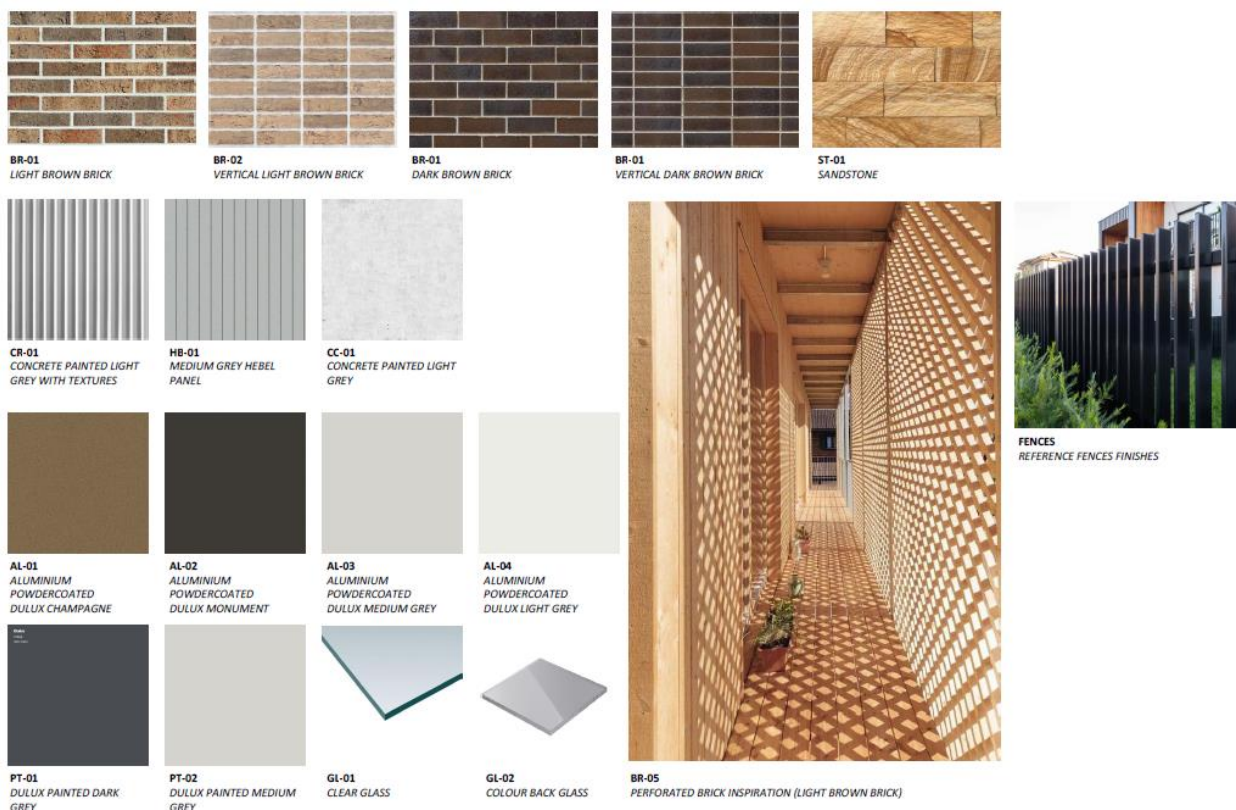 BR-01
LIGHT BROWN BRICK
BR-02
VERTICAL LIGHT BROWN BRICK
BR-01
DARK BROWN BRICK
BR-01
VERTICAL DARK BROWN BRICK
ST-01
SANDSTONE
CR-01
CONCRETE PAINTED LIGHT
GREY WITH TEXTURES
HB-01
MEDIUM GREY HEBEL
PANEL
CC-01
CONCRETE PAINTED LIGHT
GREY
FENCES
REFERENCE FENCES FINISHES
AL-01
ALUMINIUM
POWDERCOATED
DULUX CHAMPAGNE
AL-02
ALUMINIUM
POWDERCOATED
DULUX MONUMENT
AL-03
ALUMINIUM
POWDERCOATED
DULUX MEDIUM GREY
AL-04
ALUMINIUM
POWDERCOATED
DULUX LIGHT GREY
PT-01
DULUX PAINTED DARK
GREY
PT-02
DULUX PAINTED MEDIUM
GREY
GL-01
CLEAR GLASS
GL-02
COLOUR BACK GLASS
BR-05
PERFORATED BRICK INSPIRATION (LIGHT BROWN BRICK)